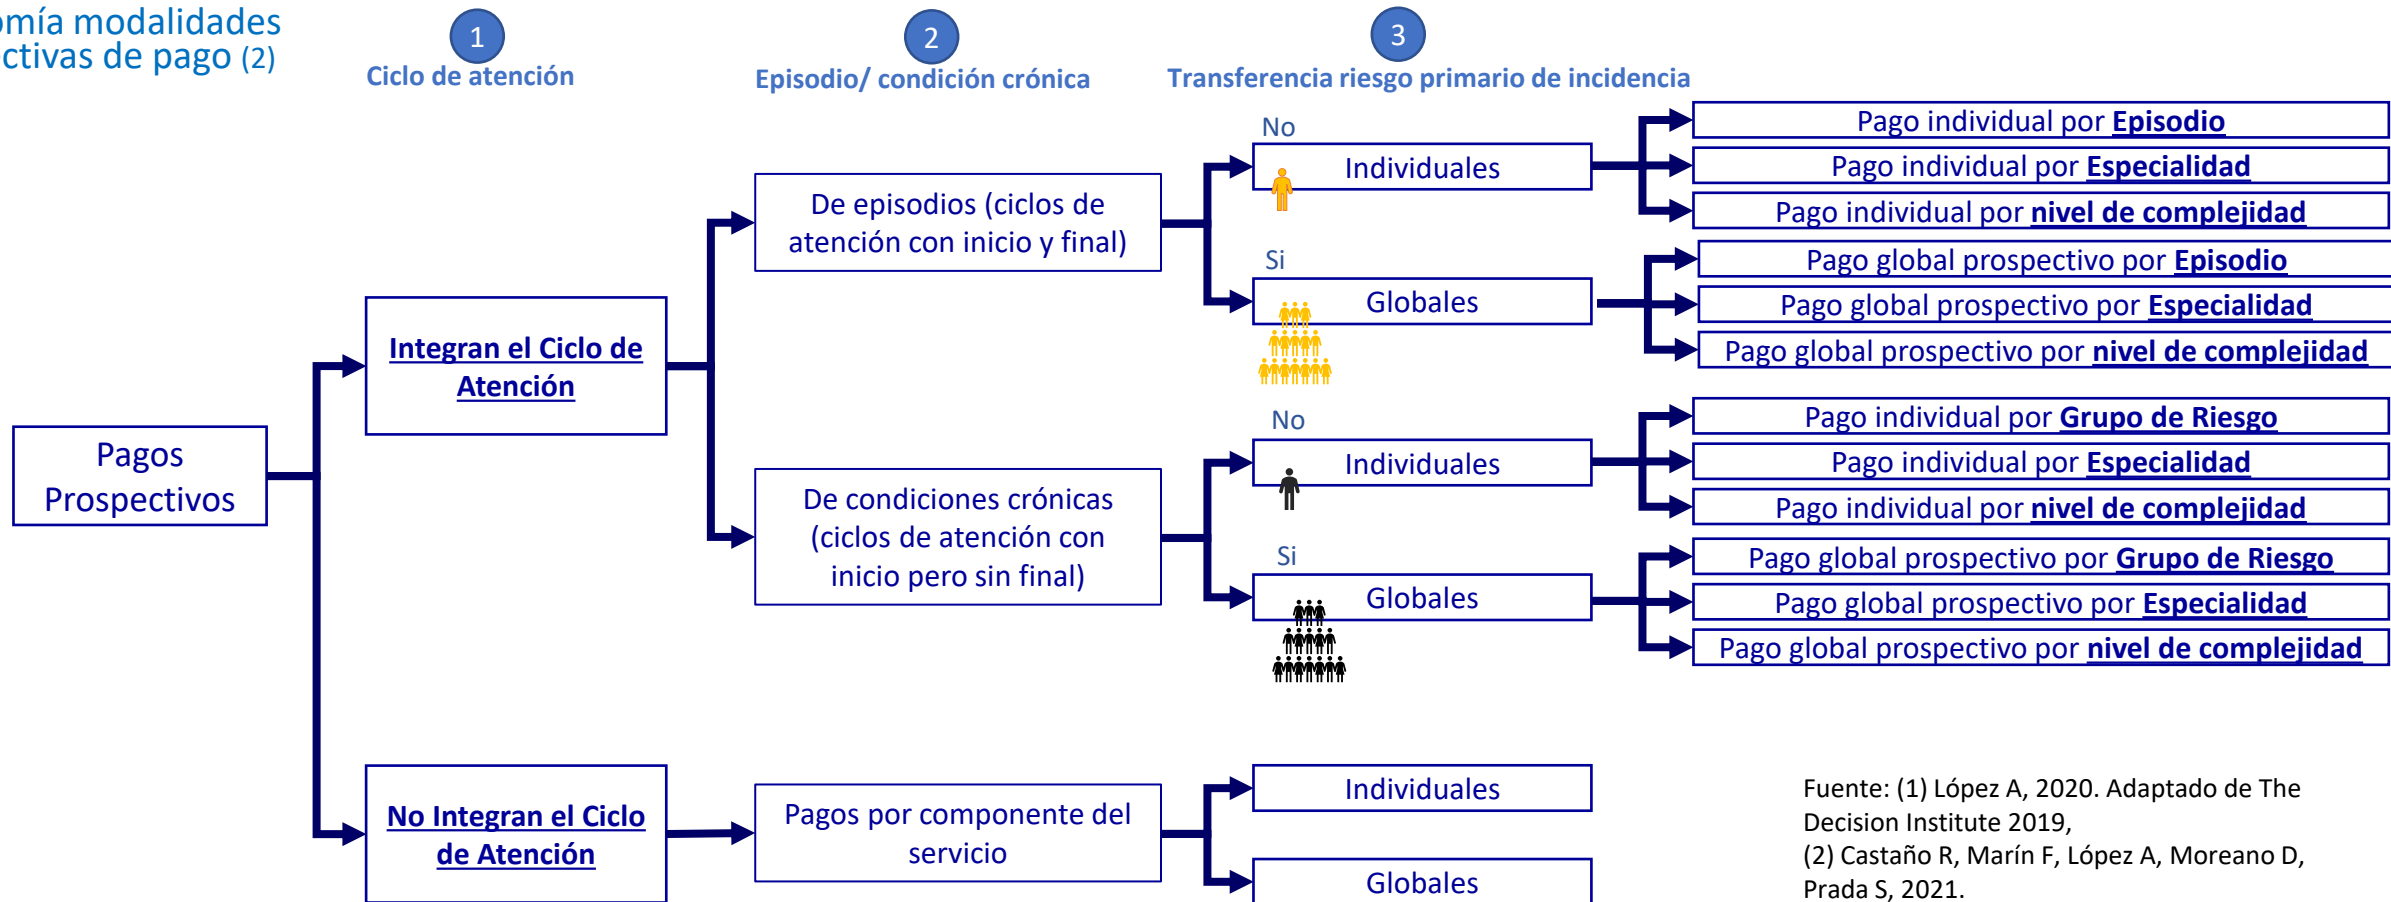 omía modalidades
ectivas de pago (2)
1
Ciclo de atención
2
Episodio/ condición crónica
3
Transferencia riesgo primario de incidencia
Pagos
Prospectivos
Integran el Ciclo de
Atención
De episodios (ciclos de
atención con inicio y final)
No
Individuales
Pago individual por Episodio
Pago individual por Especialidad
Pago individual por nivel de complejidad
Si
Globales
Pago global prospectivo por Episodio
Pago global prospectivo por Especialidad
Pago global prospectivo por nivel de complejidad
De condiciones crónicas
(ciclos de atención con
inicio pero sin final)
No
Individuales
Pago individual por Grupo de Riesgo
Pago individual por Especialidad
Pago individual por nivel de complejidad
Si
Globales
Pago global prospectivo por Grupo de Riesgo
Pago global prospectivo por Especialidad
Pago global prospectivo por nivel de complejidad
No Integran el Ciclo
de Atención
Pagos por componente del
servicio
Individuales
Globales
Fuente: (1) López A, 2020. Adaptado de The
Decision Institute 2019,
(2) Castaño R, Marín F, López A, Moreano D,
Prada S, 2021.